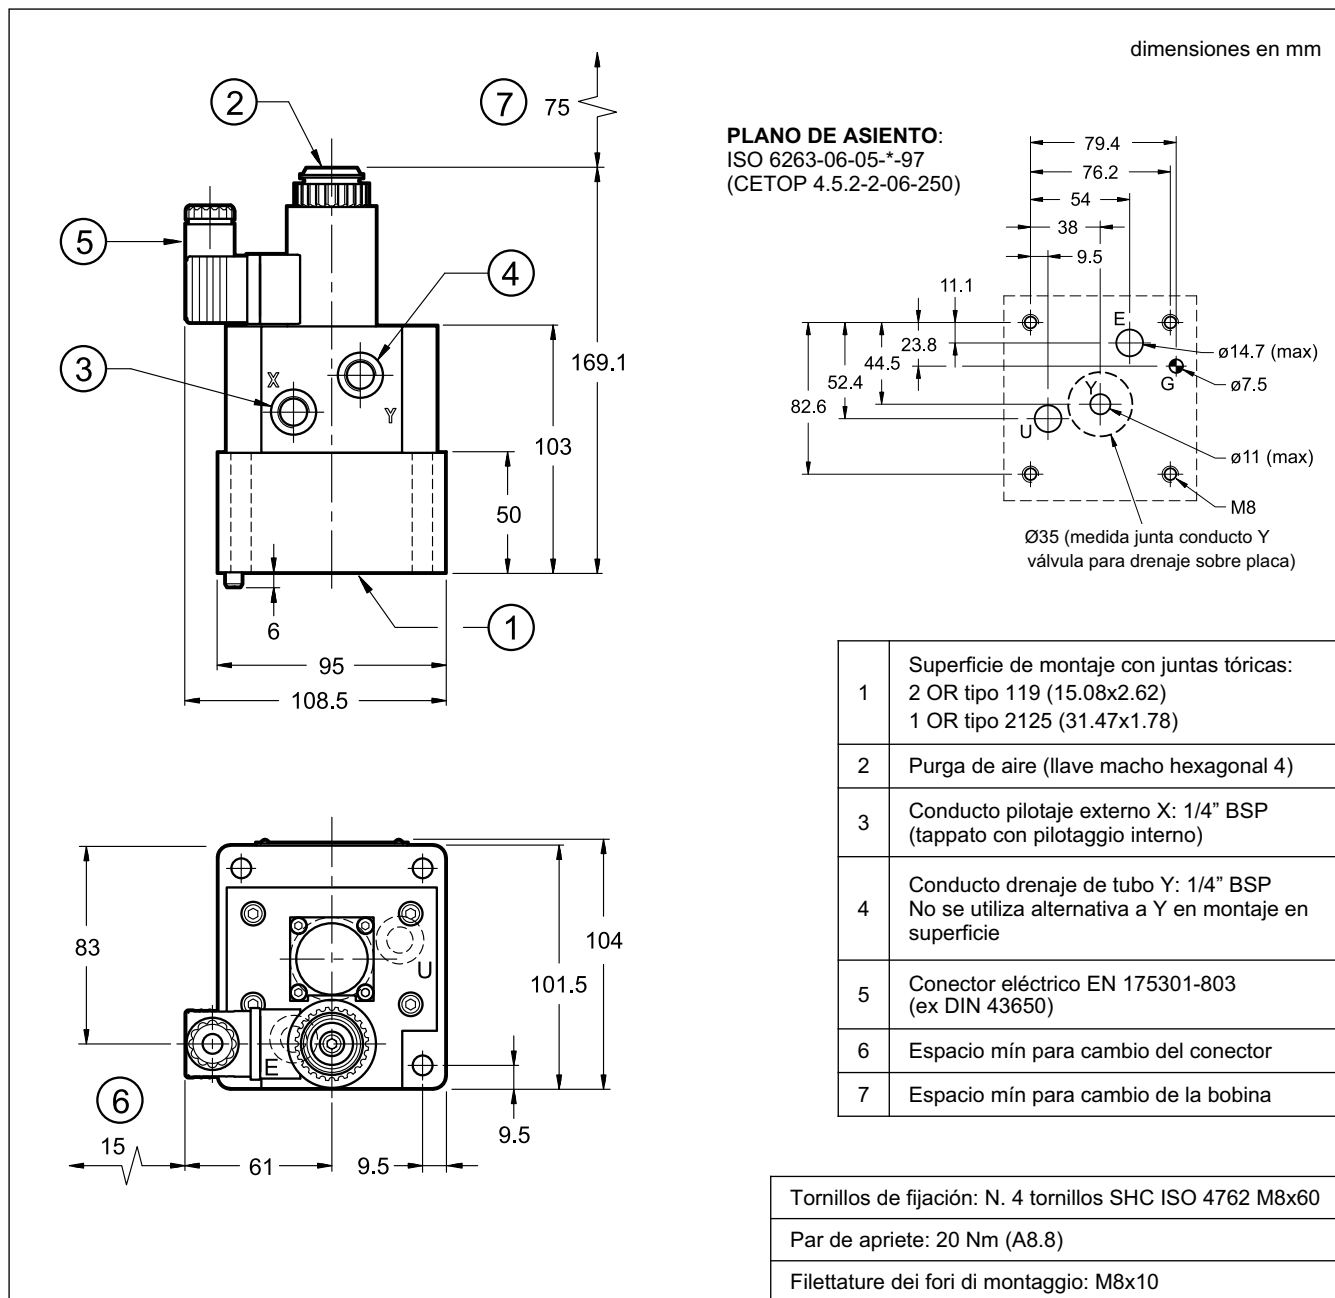 dimensiones en mm
2
7
75
5
4
3
X
Y
169.1
103
50
6
1
95
108.5
PLANO DE ASIENTO:
ISO 6263-06-05-*-97
(CETOP 4.5.2-2-06-250)
79.4
76.2
54
38
9.5
11.1
23.8
44.5
52.4
82.6
E
G
Y
U
ø14.7 (max)
ø7.5
ø11 (max)
M8
Ø35 (medida junta conducto Y
válvula para drenaje sobre placa)
1
Superficie de montaje con juntas tóricas:
2 OR tipo 119 (15.08x2.62)
1 OR tipo 2125 (31.47x1.78)
2
Purga de aire (llave macho hexagonal 4)
3
Conducto pilotaje externo X: 1/4” BSP
(tappato con pilotaggio interno)
4
Conducto drenaje de tubo Y: 1/4” BSP
No se utiliza alternativa a Y en montaje en
superficie
5
Conector eléctrico EN 175301-803
(ex DIN 43650)
6
Espacio mín para cambio del conector
7
Espacio mín para cambio de la bobina
83
104
101.5
U
E
6
15
61
9.5
9.5
Tornillos de fijación: N. 4 tornillos SHC ISO 4762 M8x60
Par de apriete: 20 Nm (A8.8)
Filettature dei fori di montaggio: M8x10